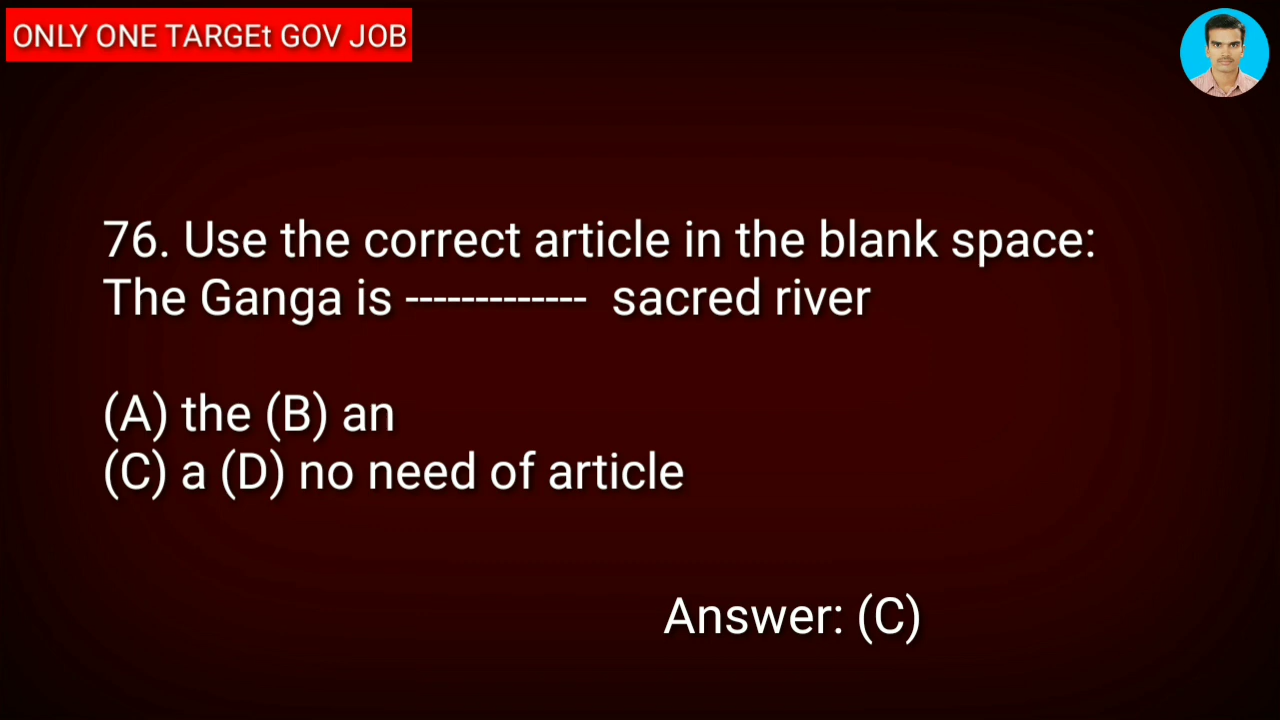 ONLY ONE TARGEt GOV JOB
76. Use the correct article in the blank space:
The Ganga is ------------- sacred river
(A) the (B) an
(C) a (D) no need of article
Answer: (C)